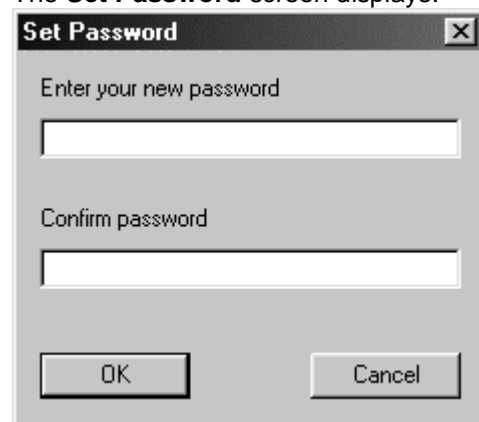 The Set Password screen displays.
Set Password
Enter your new password
Confirm password
OK
Cancel